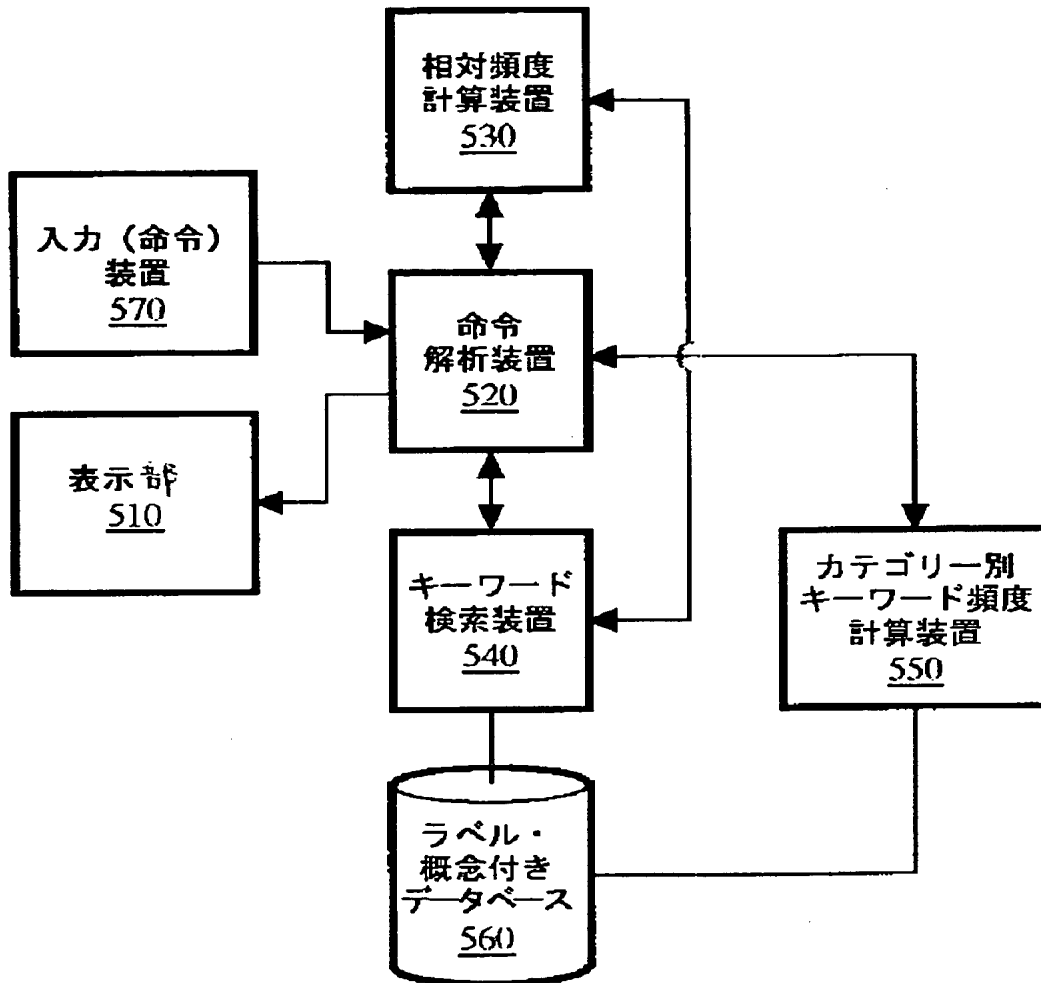 相対頻度
計算装置
530
入力（命令）
装置
570
命令
解析装置
520
表示部
510
キーワード
検索装置
540
カテゴリー別
キーワード頻度
計算装置
550
ラベル・
概念付き
データベース
560